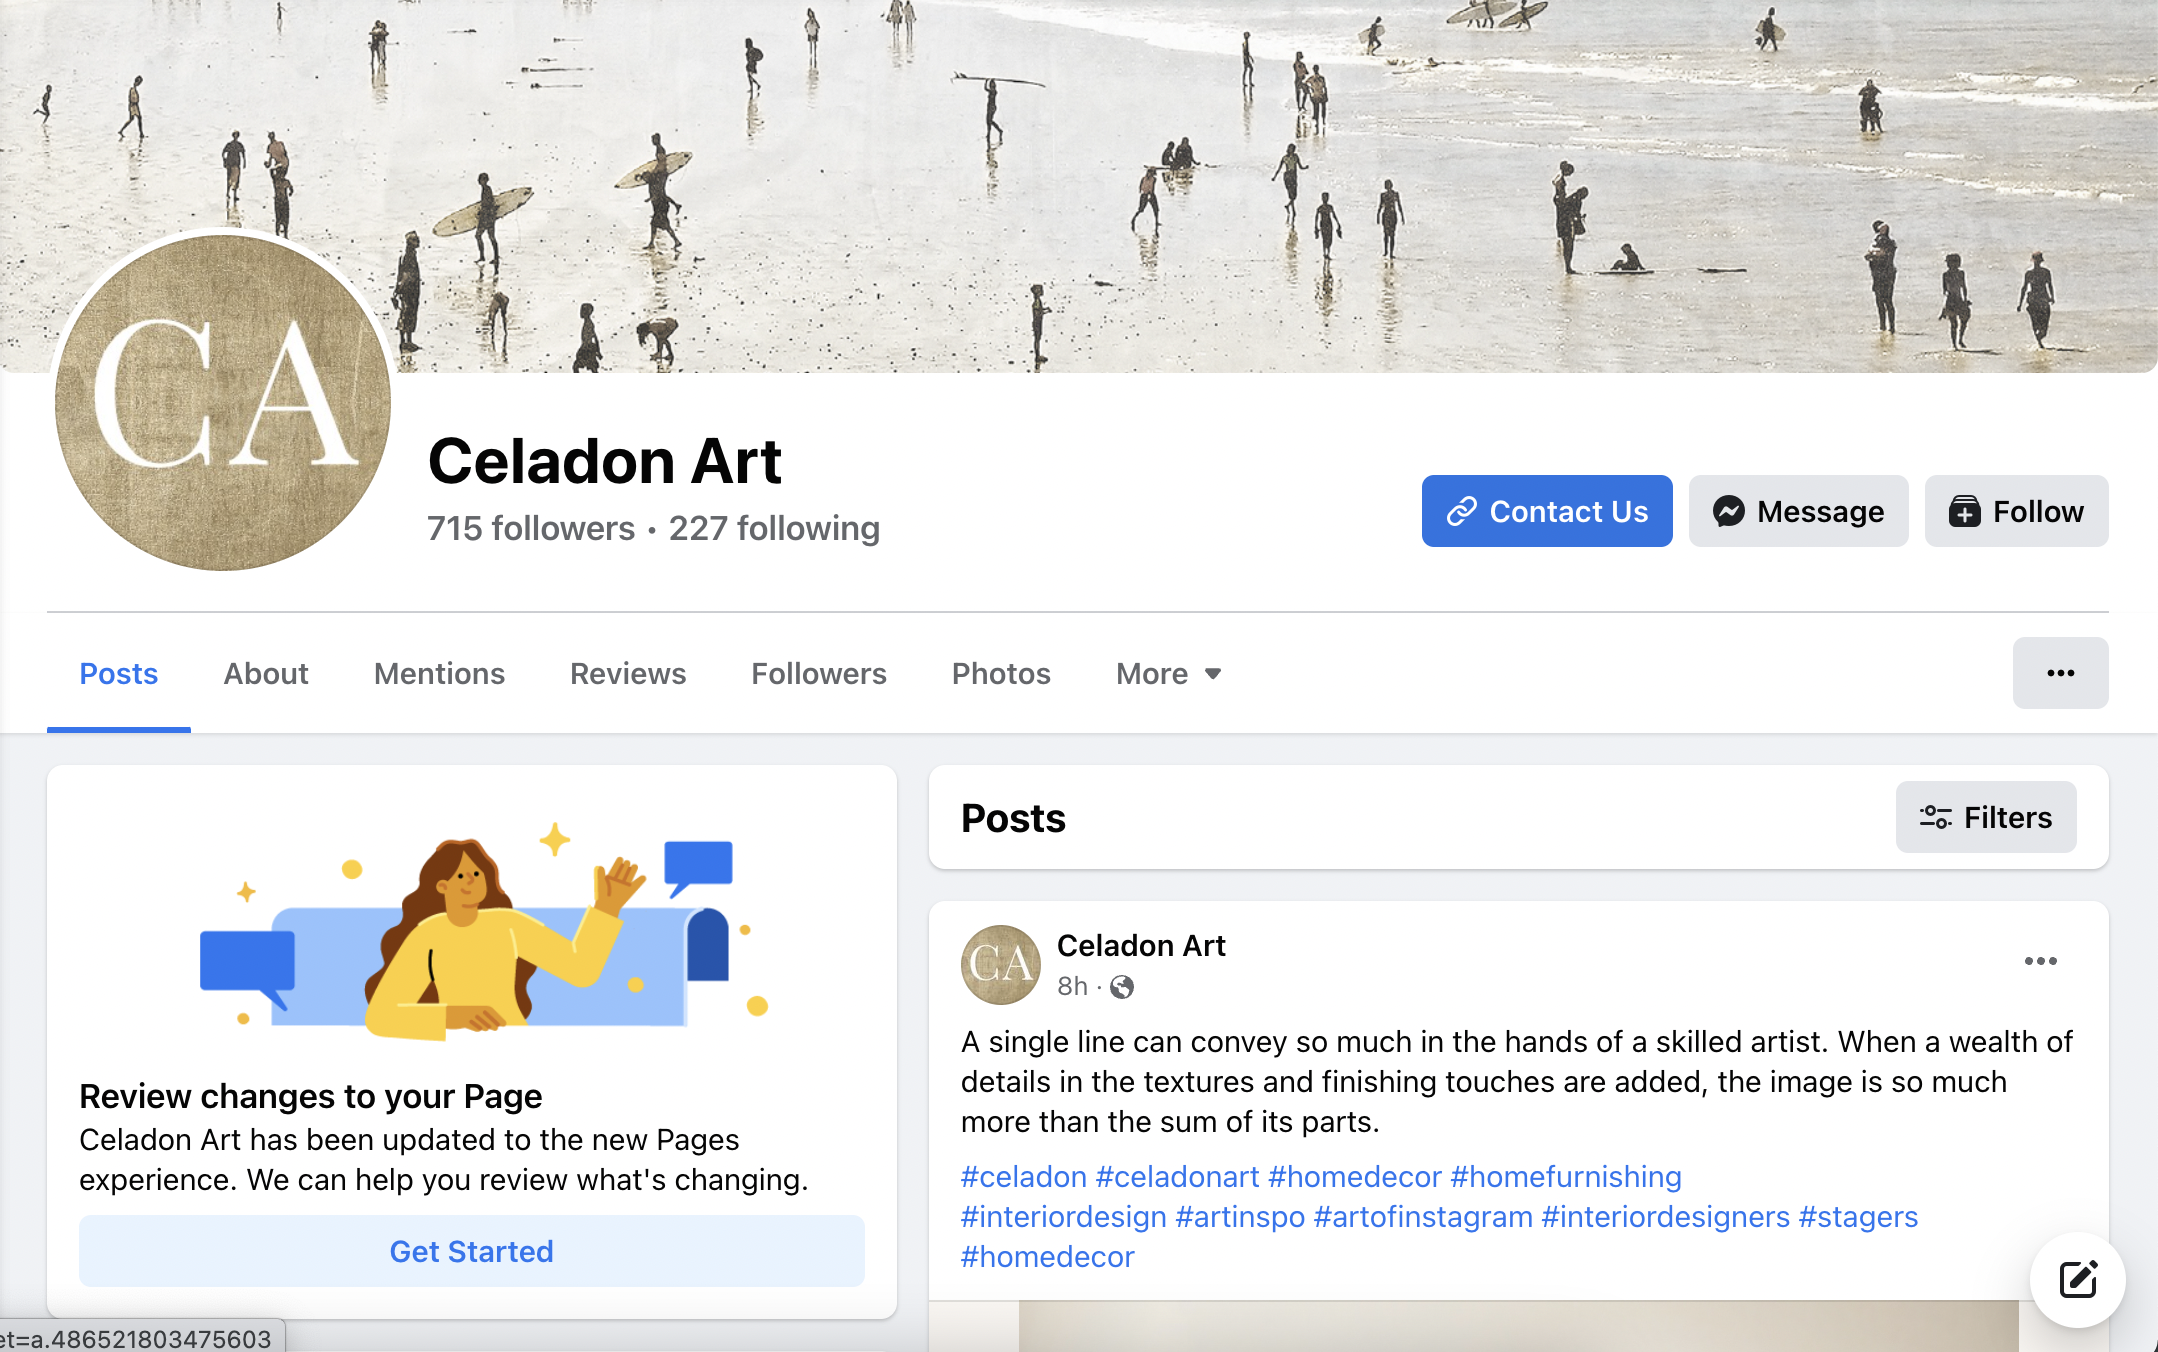 CA
Celadon Art
715 followers • 227 following
Contact Us
Message
Follow
Posts
About
Mentions
Reviews
Followers
Photos
More
Review changes to your Page
Celadon Art has been updated to the new Pages
experience. We can help you review what's changing.
Get Started
et=a.486521803475603
Posts
Filters
CA
Celadon Art
8h ·
A single line can convey so much in the hands of a skilled artist. When a wealth of
details in the textures and finishing touches are added, the image is so much
more than the sum of its parts.
#celadon #celadonart #homedecor #homefurnishing
#interiordesign #artinspo #artofinstagram #interiordesigners #stagers
#homedecor